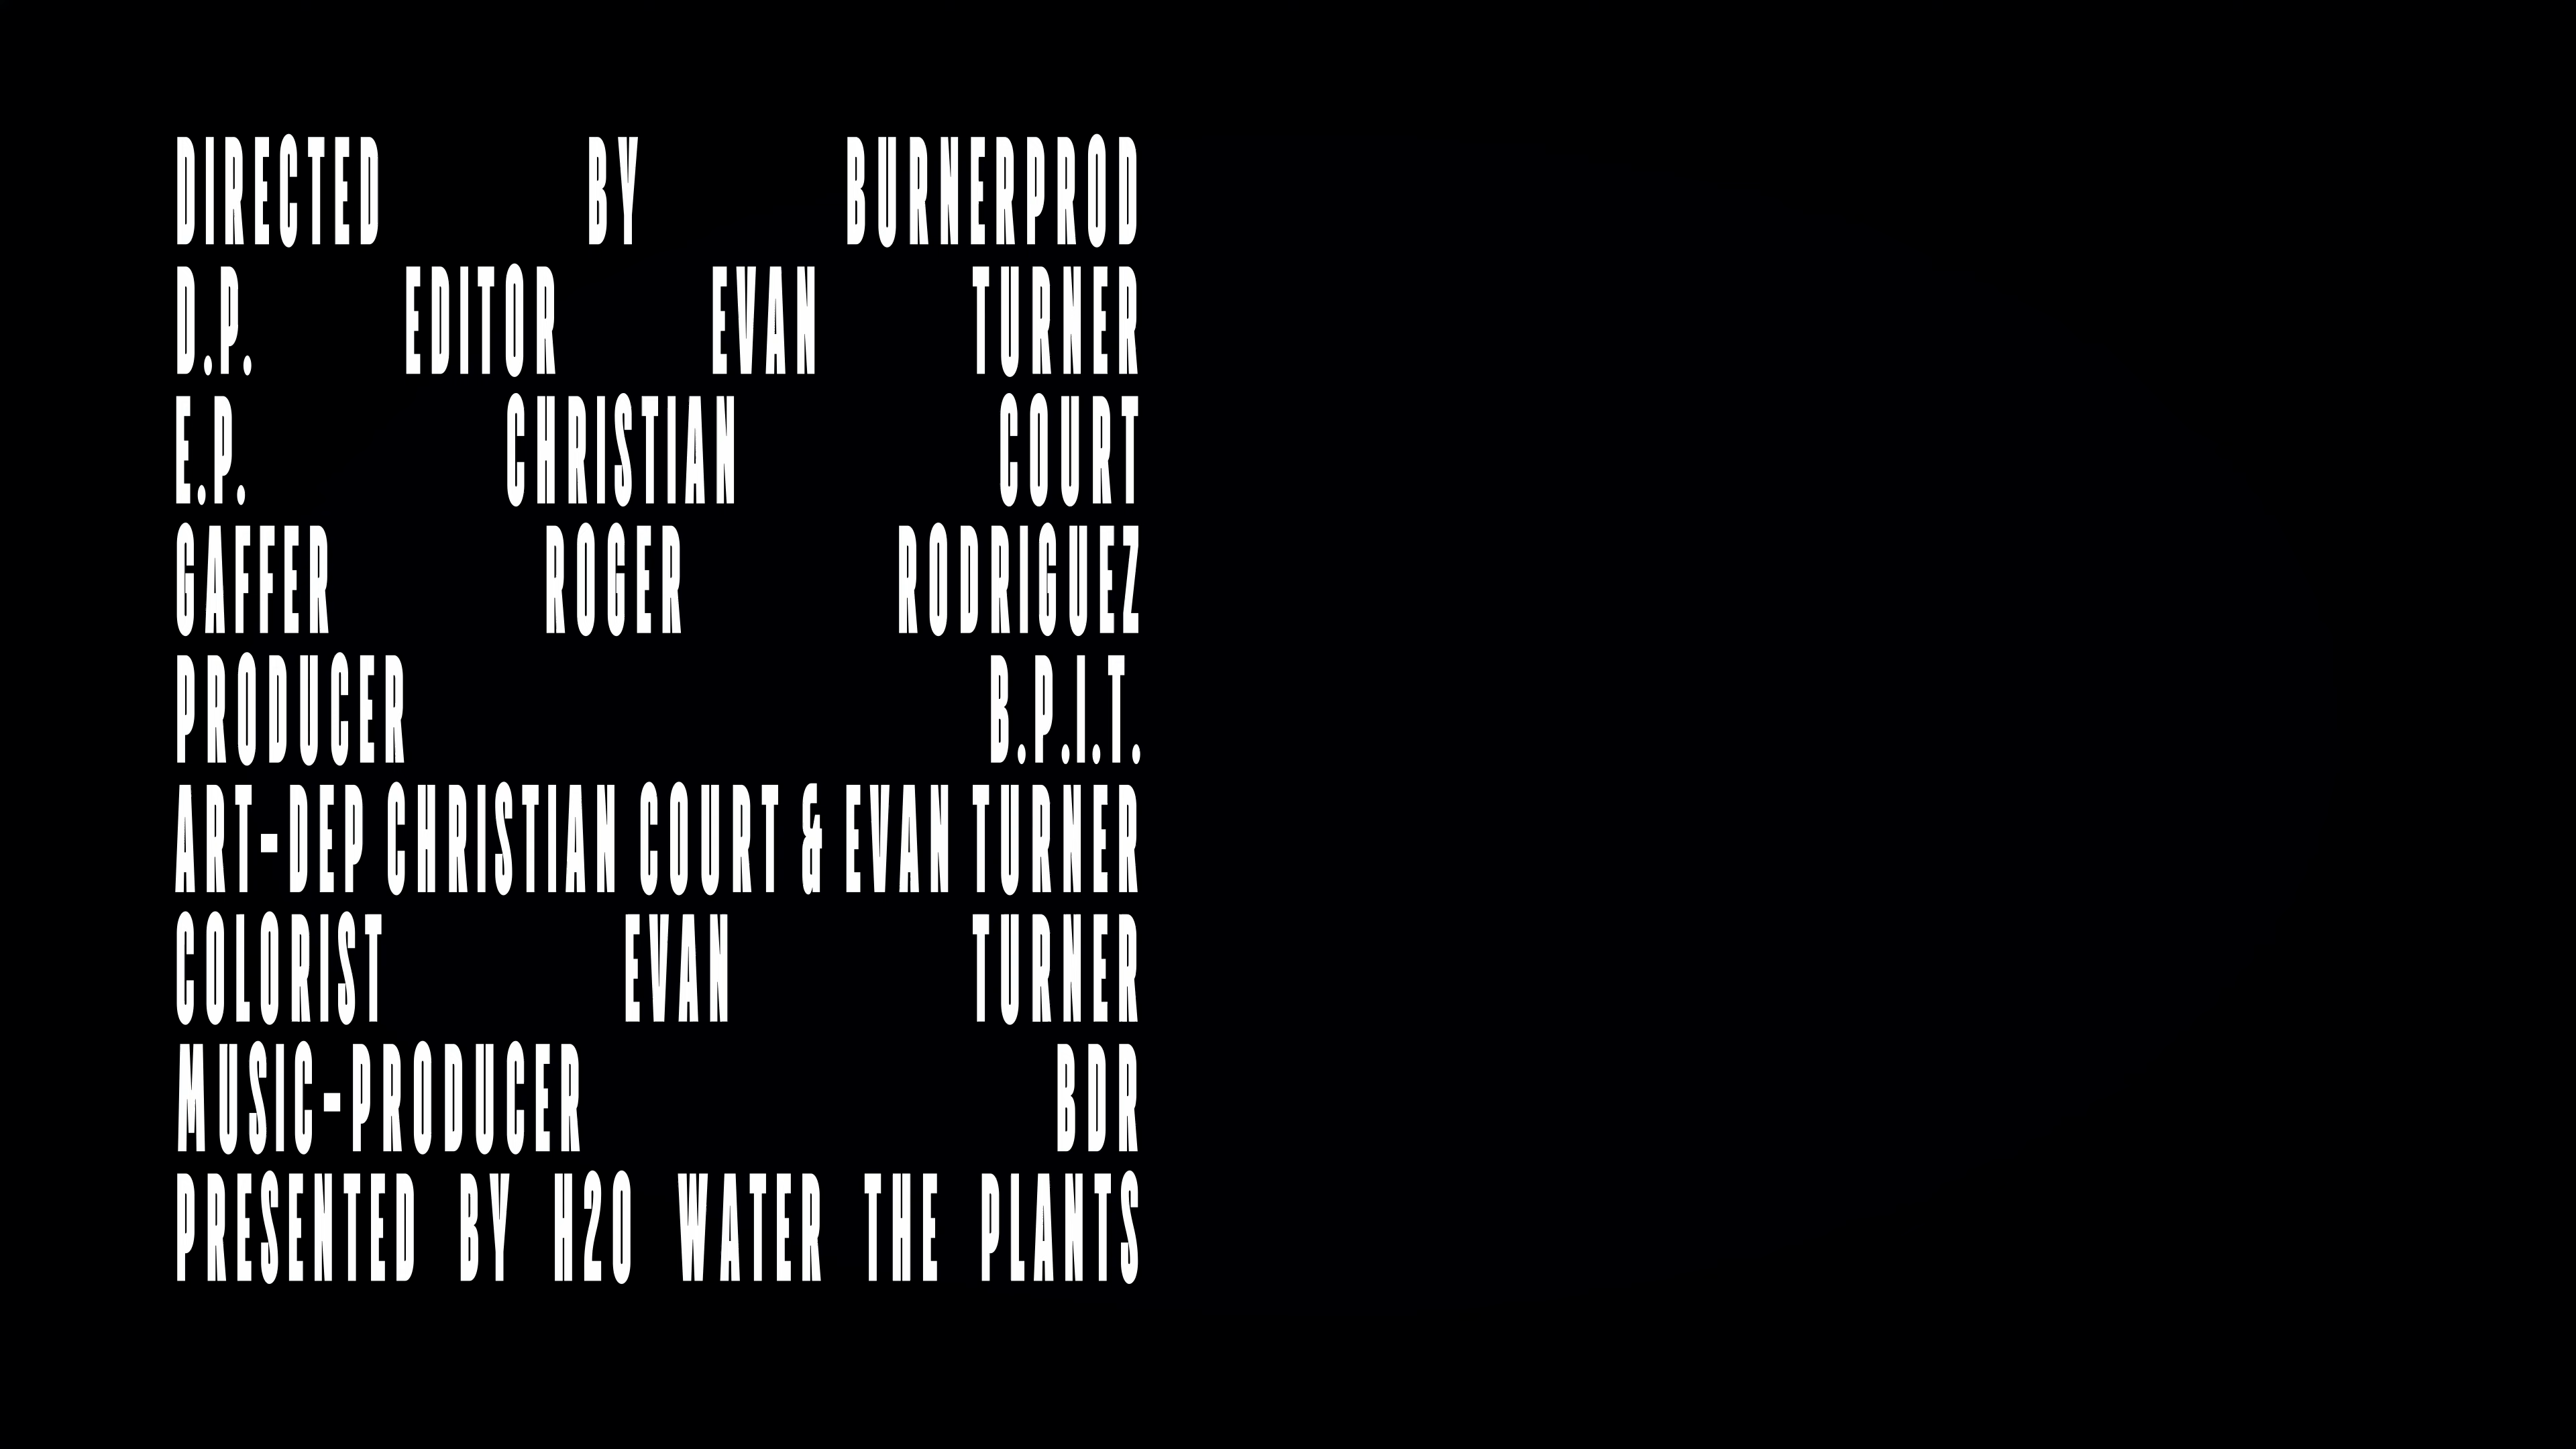 DIRECTED BY BURNERPROD
D.P. EDITOR EVAN TURNER
E.P. CHRISTIAN COURT
GAFFER ROGER RODRIGUEZ
PRODUCER B.P.I.T.
ART-DEP CHRISTIAN COURT & EVAN TURNER
COLORIST EVAN TURNER
MUSIC-PRODUCER BDR
PRESENTED BY H2O WATER THE PLANTS